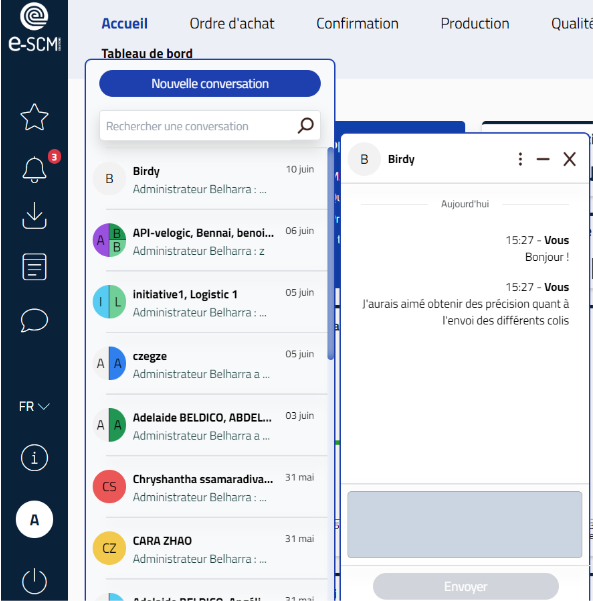 e-SCM
Accueil
Ordre d'achat
Confirmation
Production
Qualité
Tableau de bord
3
FR
A
Nouvelle conversation
Rechercher une conversation
B
Birdy
10 juin
Administrateur Belharra : ...
A B B
API-velogic, Bennai, benoi...
06 juin
Administrateur Belharra : z
I L
initiative1, Logistic 1
05 juin
Administrateur Belharra : ...
A A
czegze
05 juin
Administrateur Belharra a ...
A A
Adelaide BELDICO, ABDEL...
03 juin
Administrateur Belharra a ...
CS
Chryshantha ssamaradiva...
31 mai
Administrateur Belharra : ...
CZ
CARA ZHAO
31 mai
Administrateur Belharra : ...
Adelaide BELDICO, Angéli...
31 mai
B
Birdy
Aujourd'hui
15:27 - Vous
Bonjour !
15:27 - Vous
J'aurais aimé obtenir des précision quant à
l'envoi des différents colis
Envoyer